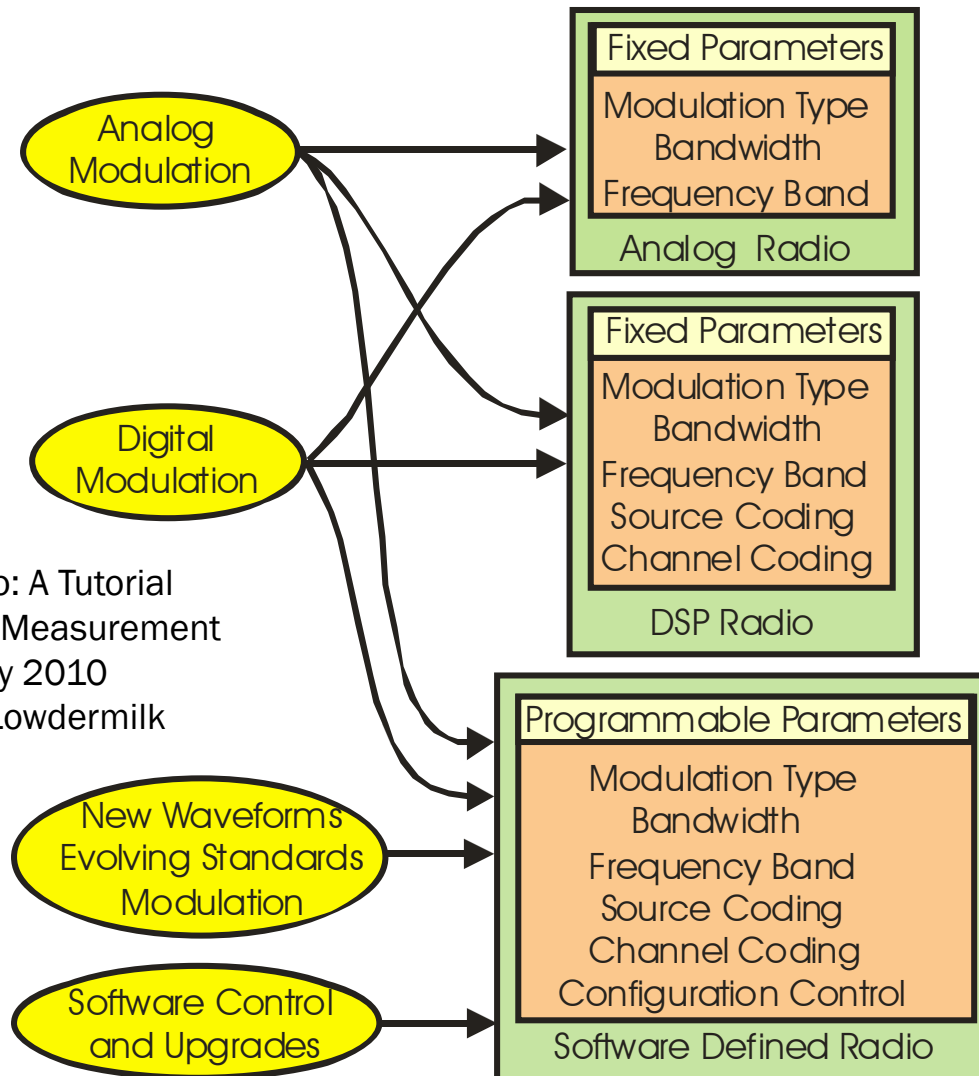 Analog
Modulation
Fixed Parameters
Modulation Type
Bandwidth
Frequency Band
Analog Radio
Fixed Parameters
Modulation Type
Bandwidth
Frequency Band
Source Coding
Channel Coding
DSP Radio
Digital
Modulation
o: A Tutorial
Measurement
y 2010
Lowdermilk
Programmable Parameters
Modulation Type
Bandwidth
Frequency Band
Source Coding
Channel Coding
Configuration Control
Software Defined Radio
New Waveforms
Evolving Standards
Modulation
Software Control
and Upgrades